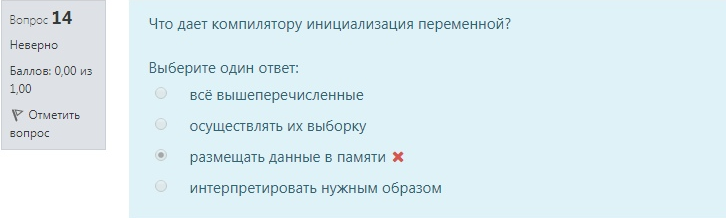 Вопрос 14
Неверно
Баллов: 0,00 из
1,00
Отметить
вопрос
Что дает компилятору инициализация переменной?
Выберите один ответ:
всё вышеперечисленные
осуществлять их выборку
размещать данные в памяти
интерпретировать нужным образом